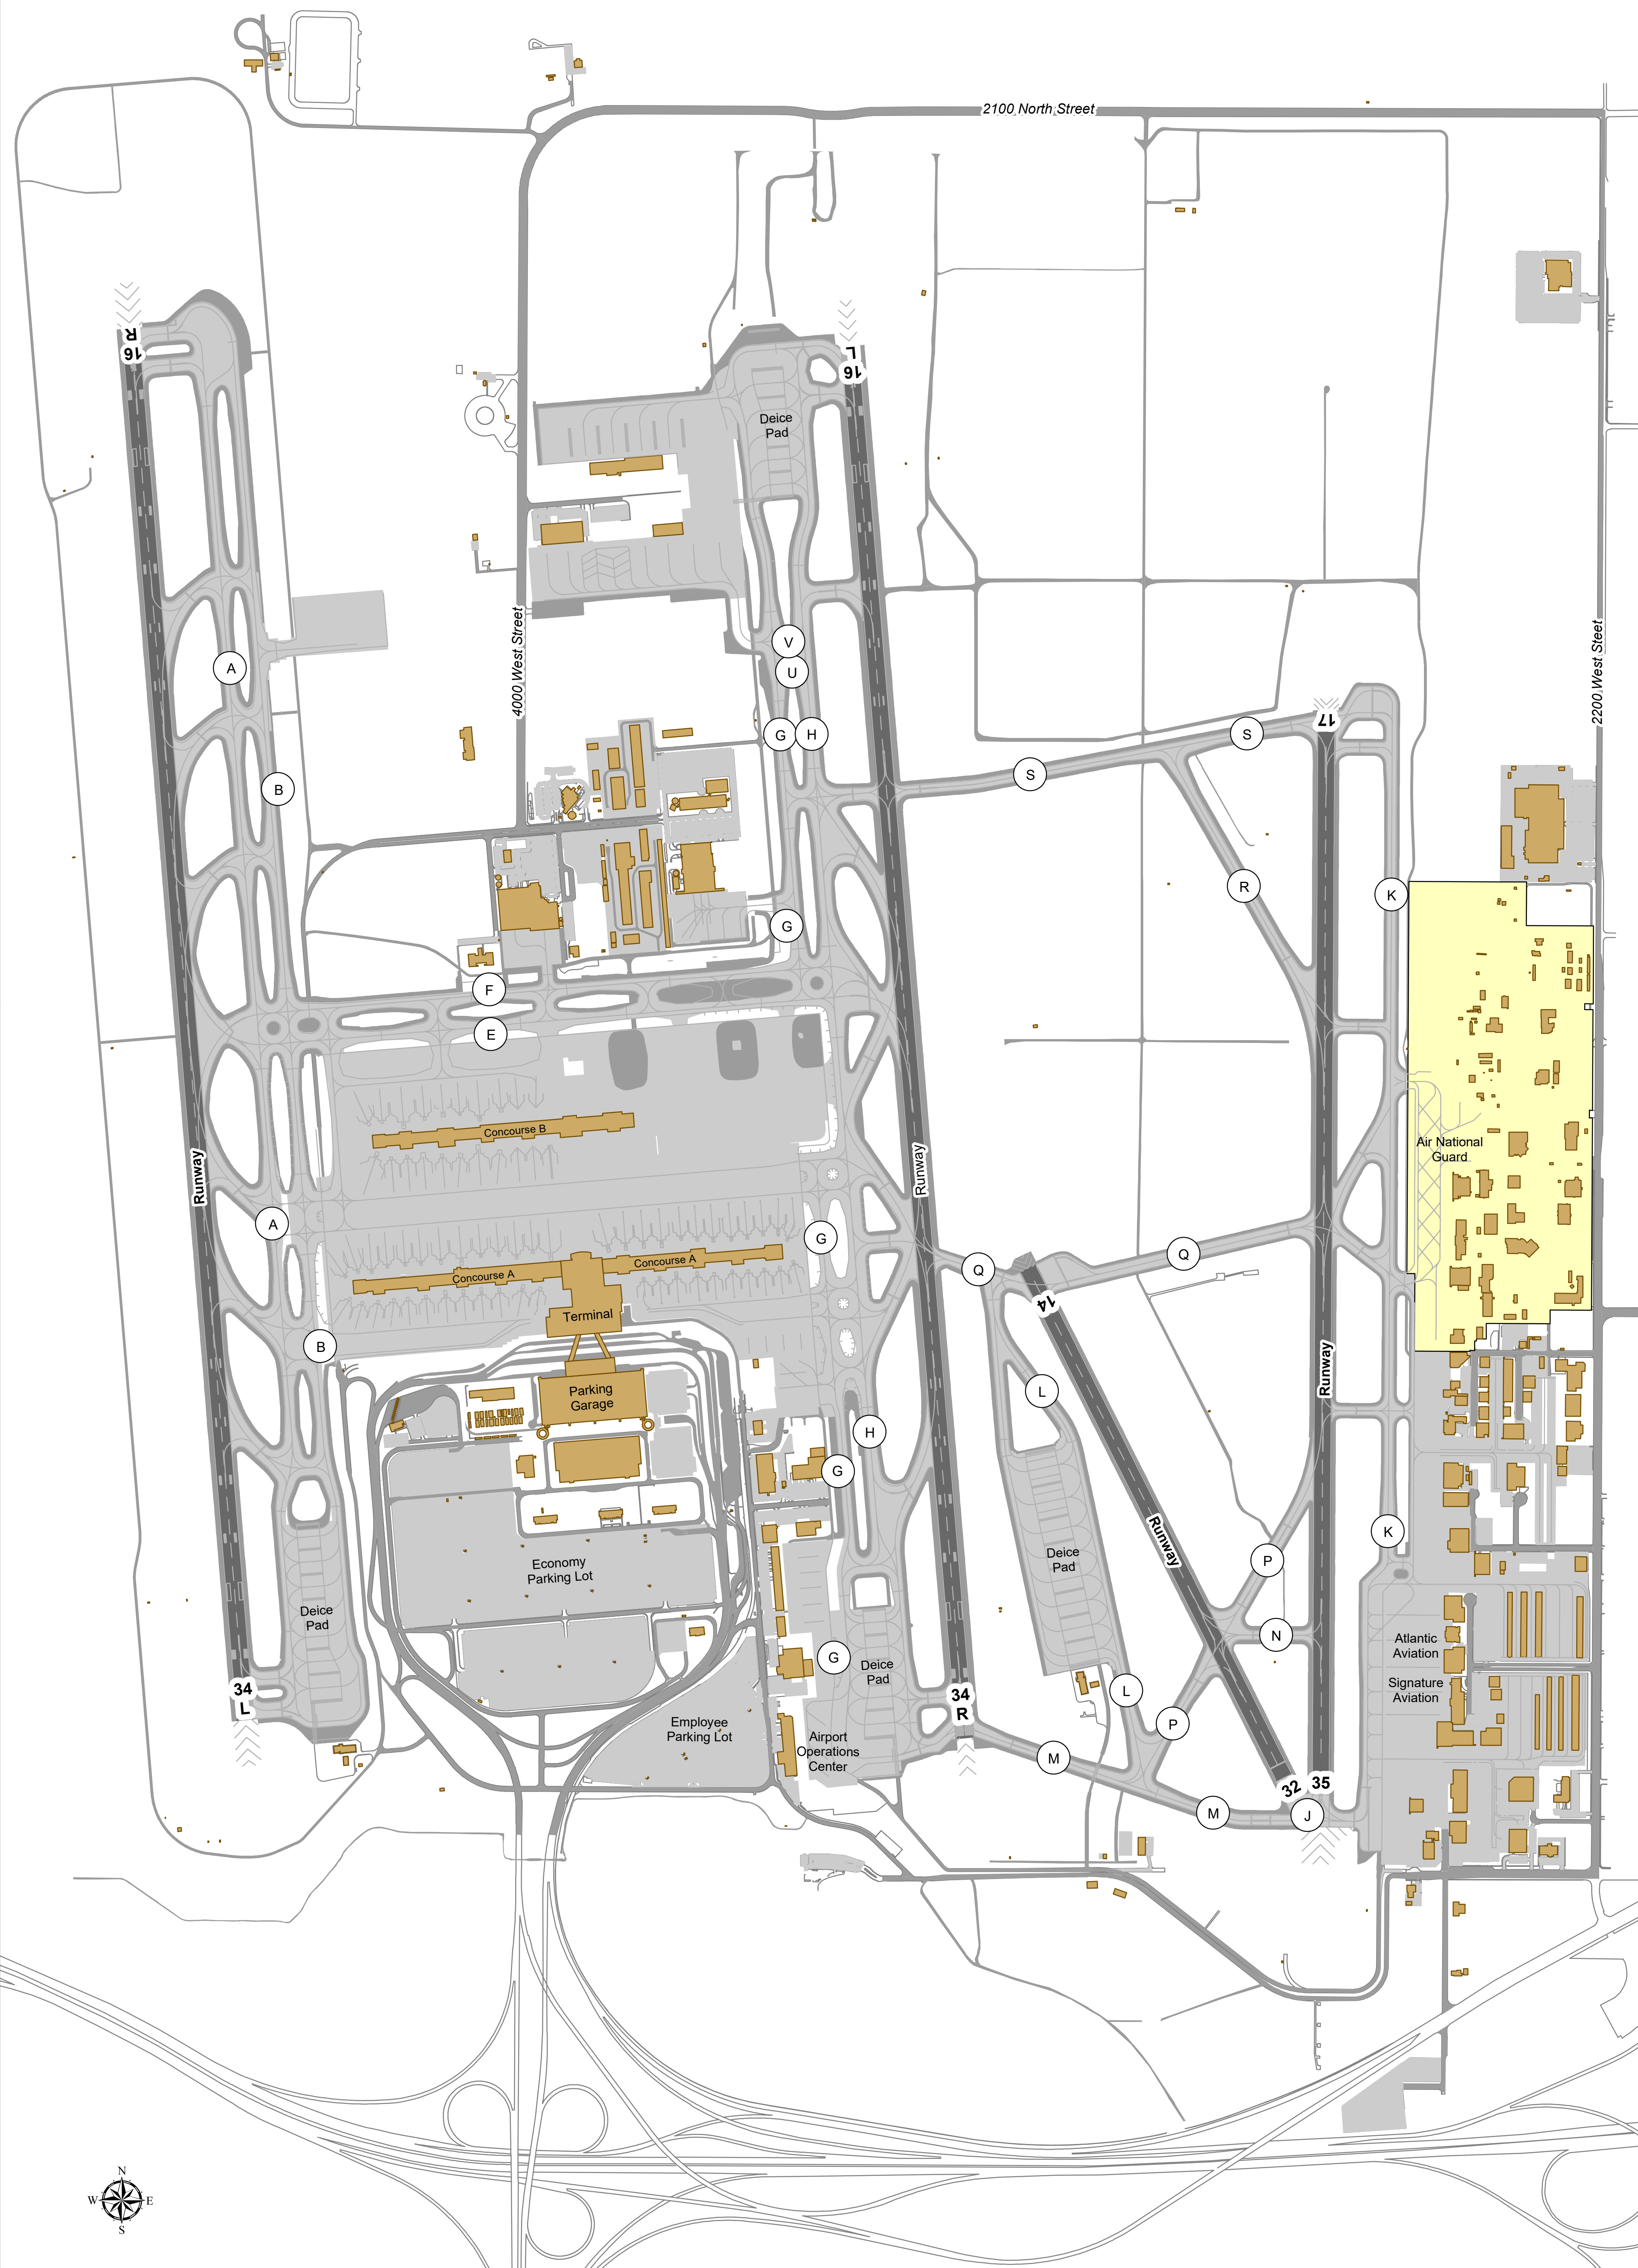 2100 North Street
16
R
16
L
Deice
Pad
4000 West Street
2200 West Steet
V
U
A
G
H
S
S
17
B
R
K
G
F
E
Concourse B
Air National
Guard
Runway
Runway
A
G
Q
Q
Concourse A
Concourse A
Terminal
14
B
Runway
Parking
Garage
L
H
G
K
Runway
Economy
Parking Lot
Deice
Pad
P
Deice
Pad
N
Atlantic
Aviation
G
Deice
Pad
Signature
Aviation
34
L
34
R
L
P
Employee
Parking Lot
Airport
Operations
Center
M
M
32
35
J
N
W
E
S